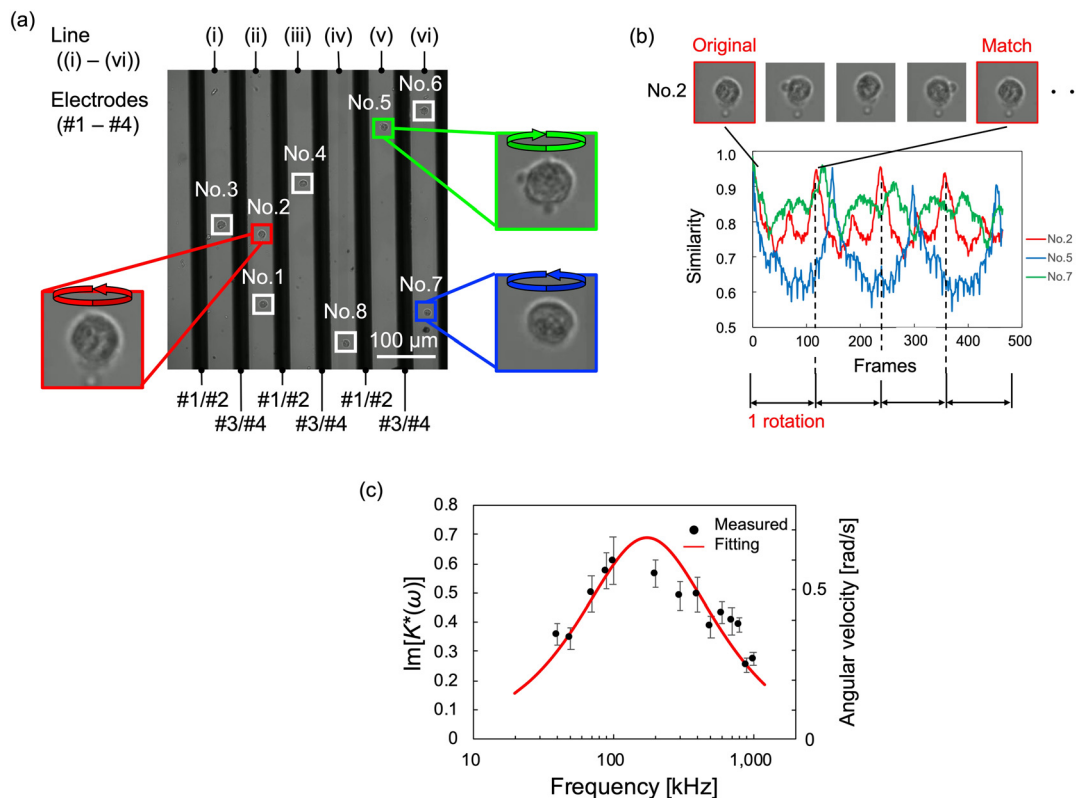 (a)
Line
((i) – (vi))
Electrodes
(#1 – #4)
(i) (ii) (iii) (iv) (v) (vi)
No.6
No.5
No.4
No.3
No.2
No.1
No.7
No.8
100 µm
#1/#2 #1/#2 #1/#2
#3/#4 #3/#4 #3/#4
(b)
Original Match
No.2
1.0
0.9
0.8
0.7
0.6
0.5
Similarity
No.2
No.5
No.7
0 100 200 300 400 500
Frames
1 rotation
(c)
0.8
0.7
0.6
0.5
0.4
0.3
0.2
0.1
0
Im[K*(ω)]
Measured
Fitting
0.5
0
Angular velocity [rad/s]
10 100 1,000
Frequency [kHz]